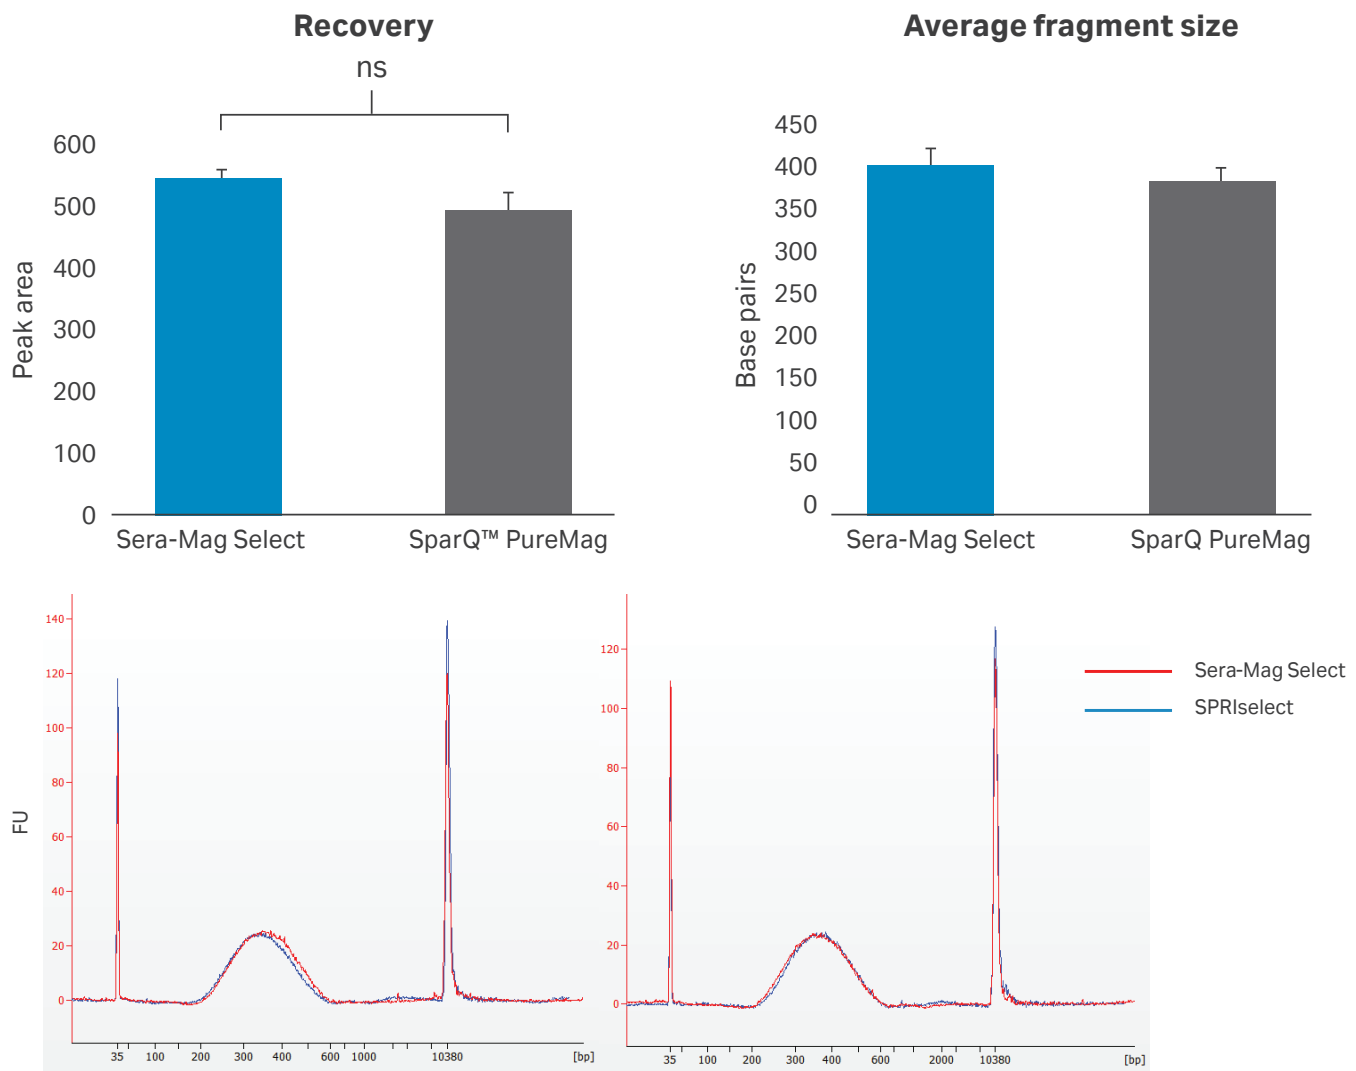 Recovery
ns
600
500
400
300
200
100
0
Peak area
Sera-Mag Select
SparQ™ PureMag
Average fragment size
450
400
350
300
250
200
150
100
50
0
Base pairs
Sera-Mag Select
SparQ PureMag
FU
140
120
100
80
60
40
20
0
35 100 200 300 400 600 1000 10380 [bp]
120
100
80
60
40
20
0
35 100 200 300 400 600 2000 10380 [bp]
Sera-Mag Select
SPRIselect